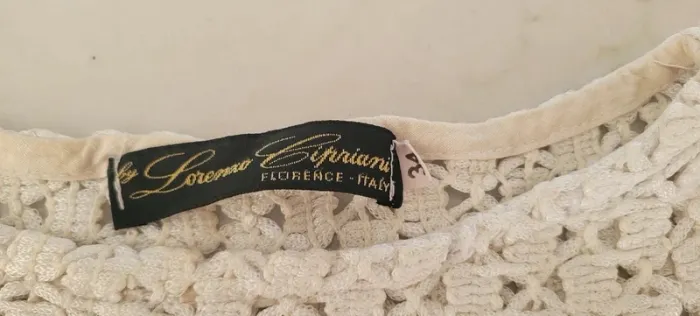 by Lorenzo Cipriani
FLORENCE - ITALY
34